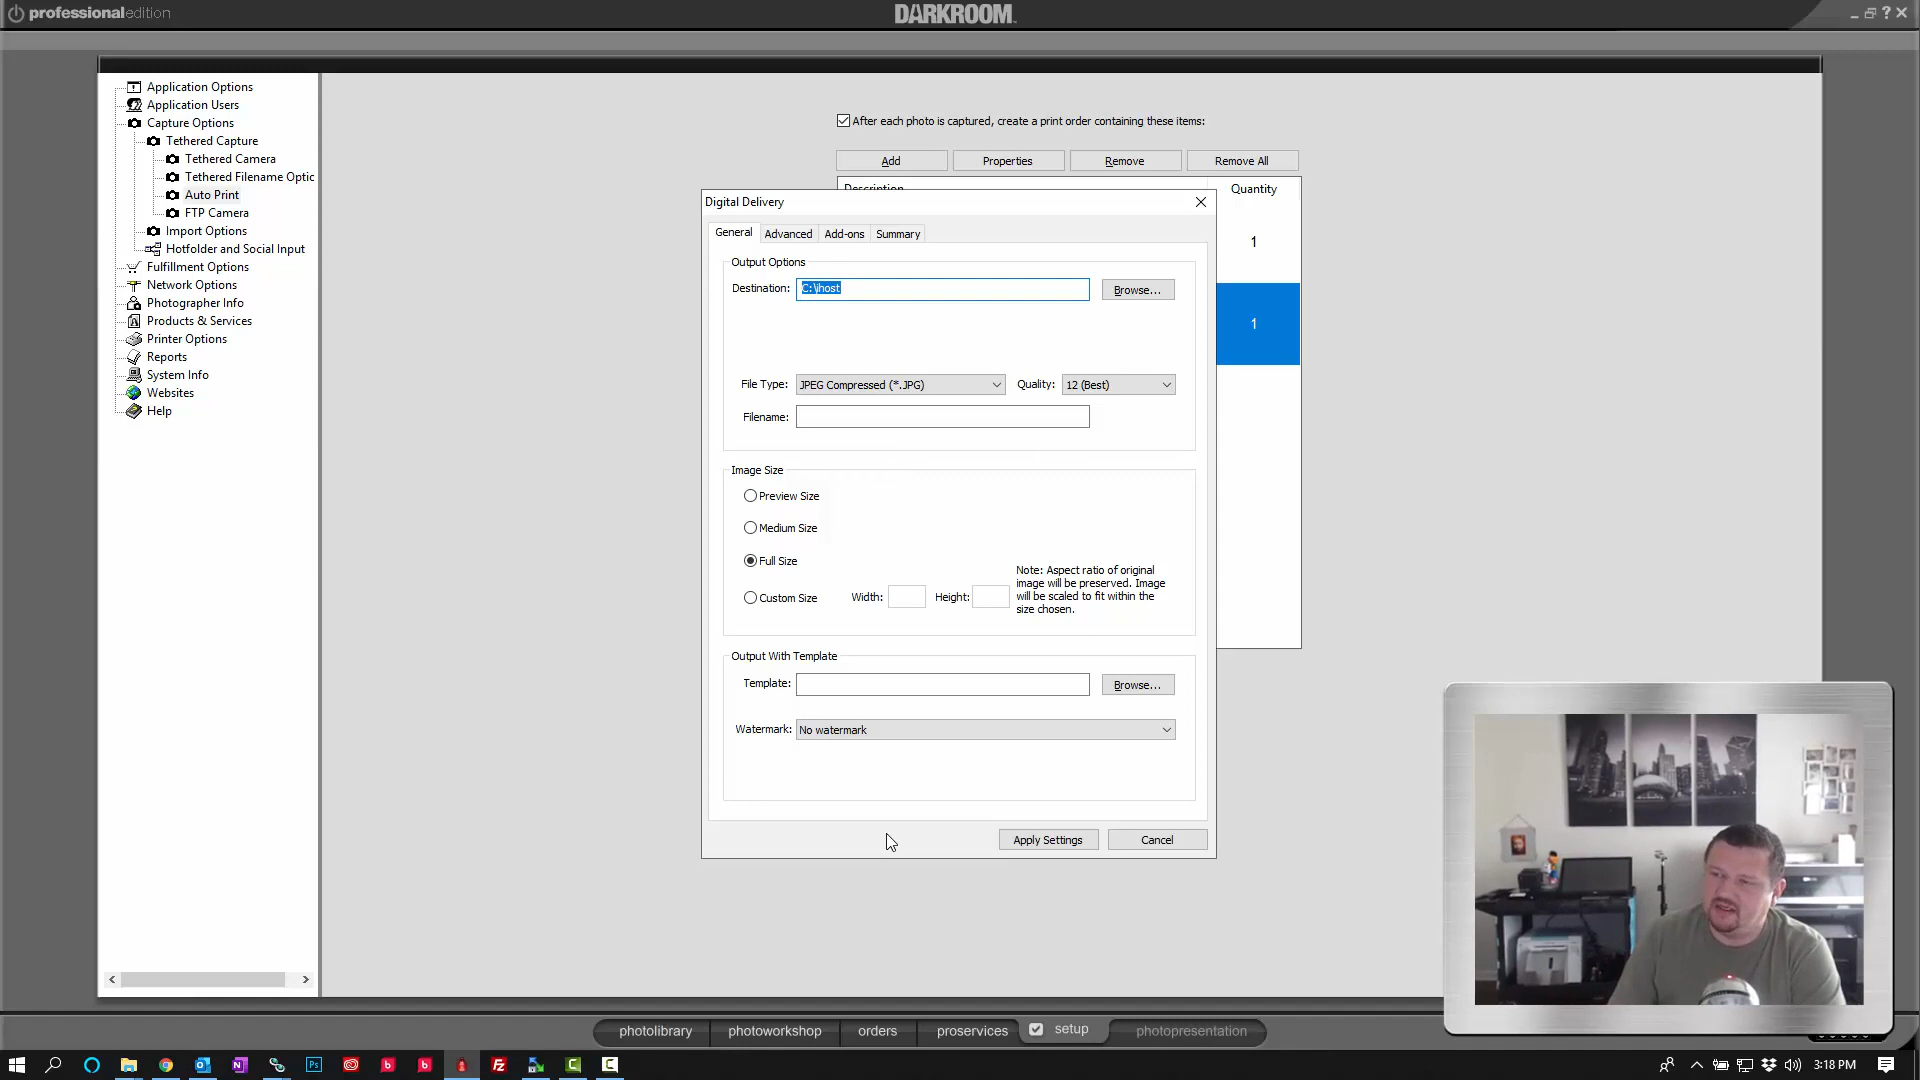 professionaledition
DARKROOM
Application Options
Application Users
Capture Options
Tethered Capture
Tethered Camera
Tethered Filename Optic
Auto Print
FTP Camera
Import Options
Hotfolder and Social Input
Fulfillment Options
Network Options
Photographer Info
Products & Services
Printer Options
Reports
System Info
Websites
Help
After each photo is captured, create a print order containing these items:
Add
Properties
Remove
Remove All
Description
Quantity
1
1
Digital Delivery
General
Advanced
Add-ons
Summary
Output Options
Destination:
C:\ihost
Browse...
File Type:
JPEG Compressed (*.JPG)
Quality:
12 (Best)
Filename:
Image Size
Preview Size
Medium Size
Full Size
Custom Size
Width:
Height:
Note: Aspect ratio of original
image will be preserved. Image
will be scaled to fit within the
size chosen.
Output With Template
Template:
Browse...
Watermark:
No watermark
Apply Settings
Cancel
photolibrary
photoworkshop
orders
proservices
setup
photopresentation
3:18 PM